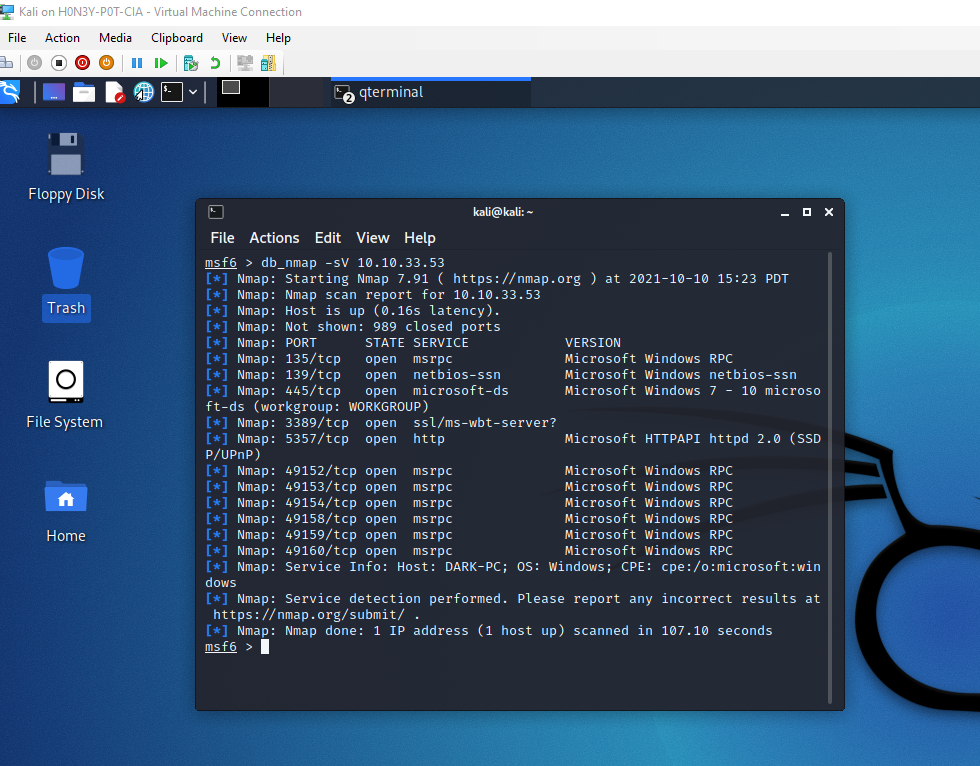 Kali on H0N3Y-P0T-CIA - Virtual Machine Connection
File Action Media Clipboard View Help
2 qterminal
Floppy Disk
Trash
File System
Home
kali@kali: ~
File Actions Edit View Help
msf6 > db_nmap -sV 10.10.33.53
[*] Nmap: Starting Nmap 7.91 ( https://nmap.org ) at 2021-10-10 15:23 PDT
[*] Nmap: Nmap scan report for 10.10.33.53
[*] Nmap: Host is up (0.16s latency).
[*] Nmap: Not shown: 989 closed ports
[*] Nmap: PORT      STATE SERVICE            VERSION
[*] Nmap: 135/tcp   open  msrpc              Microsoft Windows RPC
[*] Nmap: 139/tcp   open  netbios-ssn        Microsoft Windows netbios-ssn
[*] Nmap: 445/tcp   open  microsoft-ds       Microsoft Windows 7 - 10 microso
ft-ds (workgroup: WORKGROUP)
[*] Nmap: 3389/tcp  open  ssl/ms-wbt-server?
[*] Nmap: 5357/tcp  open  http               Microsoft HTTPAPI httpd 2.0 (SSD
P/UPnP)
[*] Nmap: 49152/tcp open  msrpc              Microsoft Windows RPC
[*] Nmap: 49153/tcp open  msrpc              Microsoft Windows RPC
[*] Nmap: 49154/tcp open  msrpc              Microsoft Windows RPC
[*] Nmap: 49158/tcp open  msrpc              Microsoft Windows RPC
[*] Nmap: 49159/tcp open  msrpc              Microsoft Windows RPC
[*] Nmap: 49160/tcp open  msrpc              Microsoft Windows RPC
[*] Nmap: Service Info: Host: DARK-PC; OS: Windows; CPE: cpe:/o:microsoft:win
dows
[*] Nmap: Service detection performed. Please report any incorrect results at
 https://nmap.org/submit/ .
[*] Nmap: Nmap done: 1 IP address (1 host up) scanned in 107.10 seconds
msf6 >